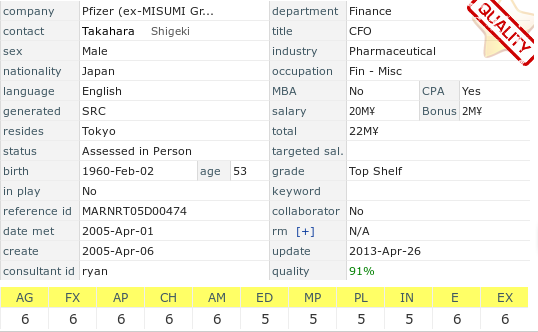 company Pfizer (ex-MISUMI Gr... department Finance
contact Takahara Shigeki title CFO
sex Male industry Pharmaceutical
nationality Japan occupation Fin - Misc
language English MBA No CPA Yes
generated SRC salary 20M¥ Bonus 2M¥
resides Tokyo total 22M¥
status Assessed in Person targeted sal.
birth 1960-Feb-02 age 53 grade Top Shelf
in play No keyword
reference id MARNRT05D00474 collaborator No
date met 2005-Apr-01 rm [+] N/A
create 2005-Apr-06 update 2013-Apr-26
consultant id ryan quality 91%
AG FX AP CH AM ED MP PL IN E EX
6 6 6 6 6 5 5 5 5 6 6
QUALITY